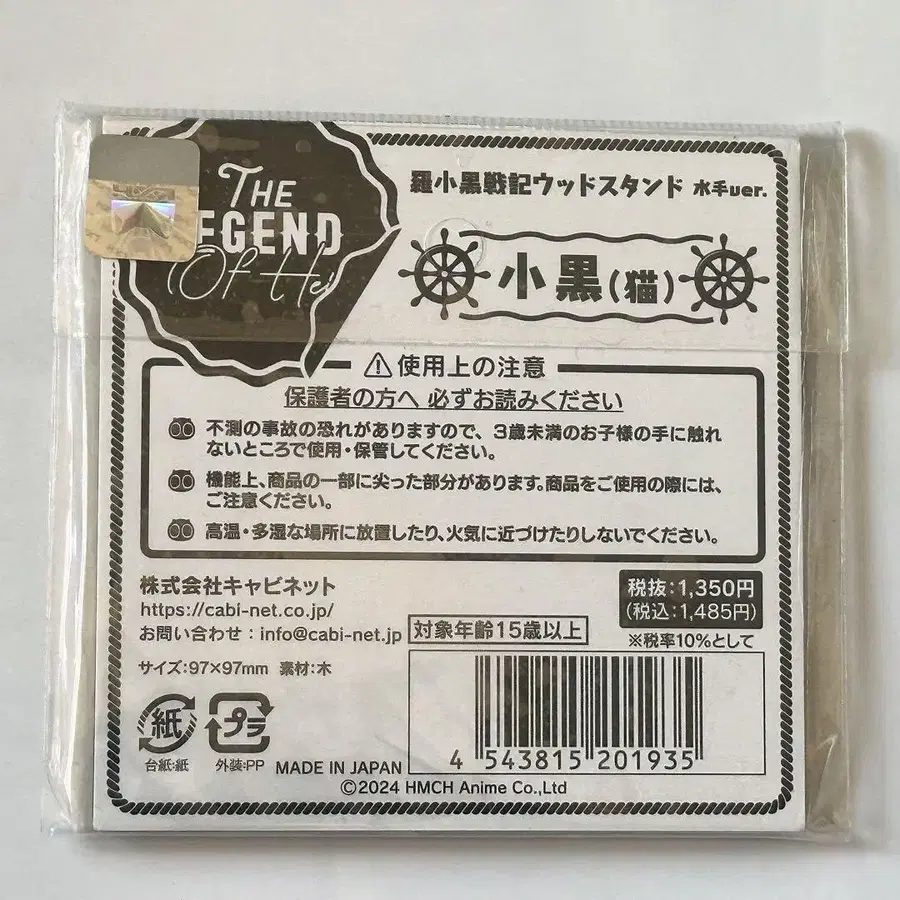 THE
LEGEND
Of Hei
羅小黒戦記ウッドスタンド 水手ver.
小黒(猫)
使用上の注意
保護者の方へ 必ずお読みください
不測の事故の恐れがありますので、3歳未満のお子様の手に触れ
ないところで使用・保管してください。
機能上、商品の一部に尖った部分があります。商品をご使用の際には、
ご注意ください。
高温・多湿な場所に放置したり、火気に近づけたりしないでください。
株式会社キャビネット
https://cabi-net.co.jp/
お問い合わせ：info@cabi-net.jp
対象年齢15歳以上
税抜：1,350円
(税込：1,485円)
※税率10%として
サイズ：97×97mm 素材：木
紙
台紙：紙
プラ
外装：PP
MADE IN JAPAN
4 543815 201935
©2024 HMCH Anime Co.,Ltd